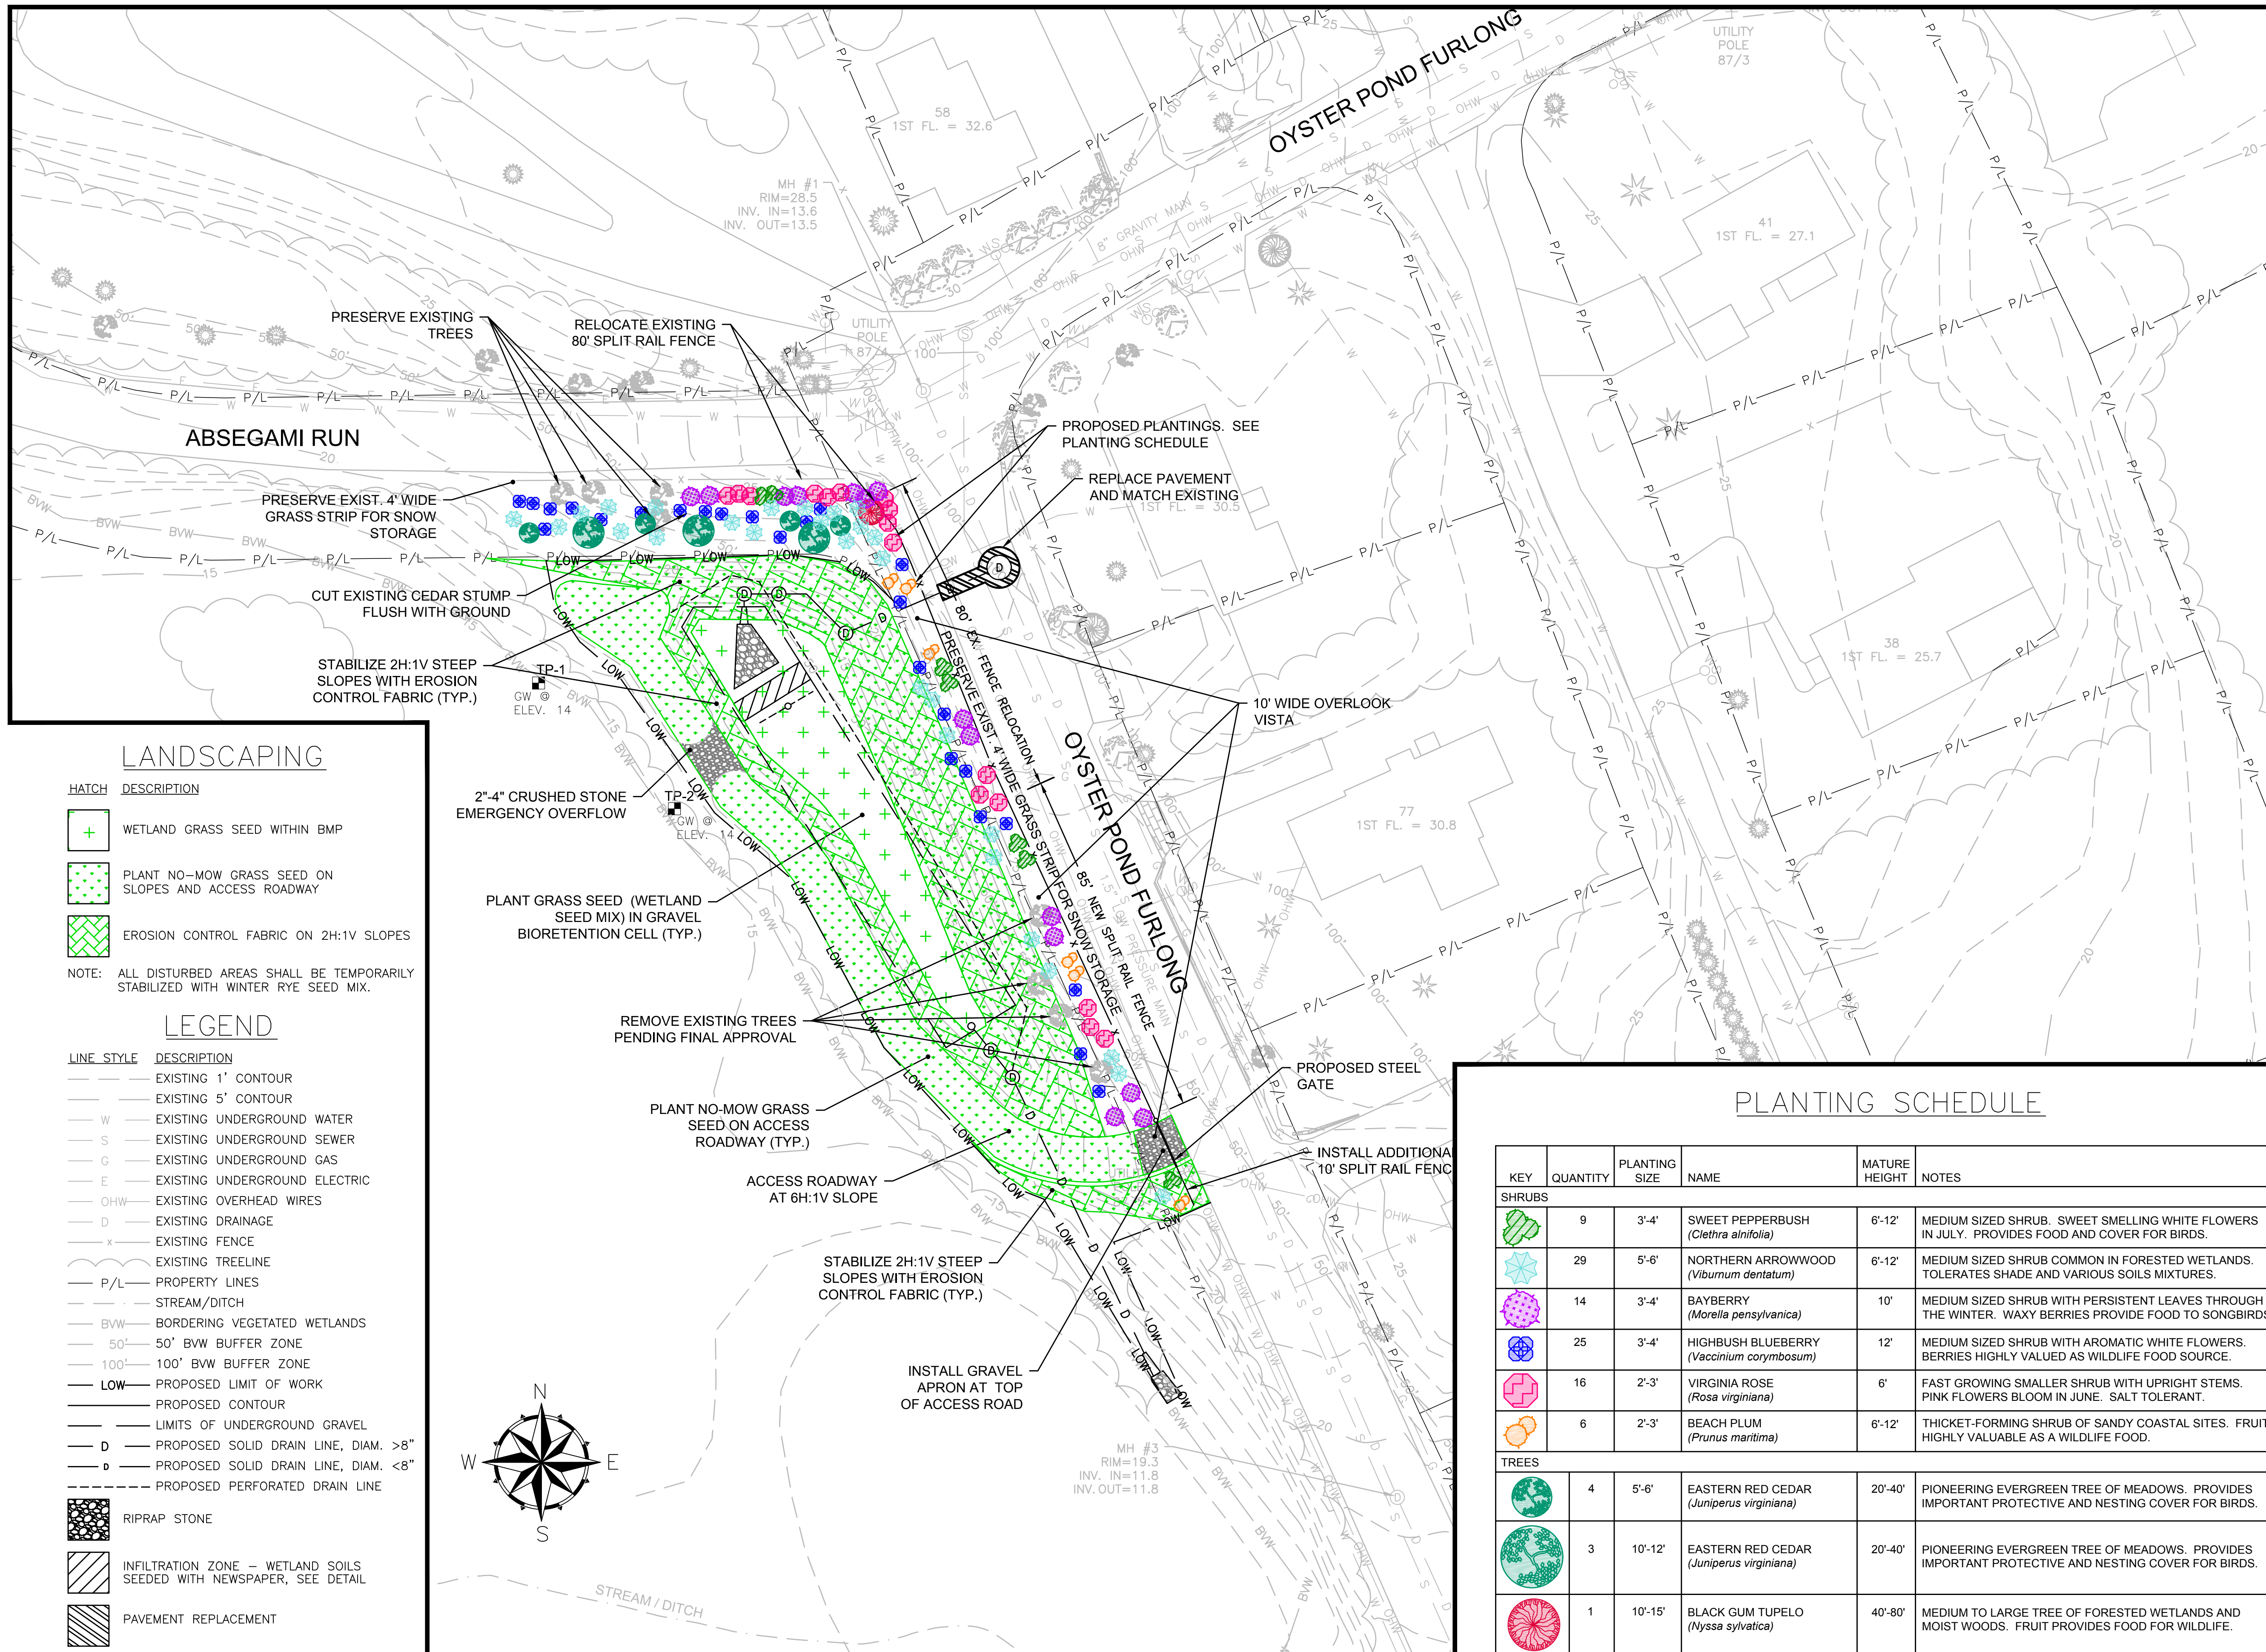 OYSTER POND FURLONG
UTILITY
POLE
87/3
58
1ST FL. = 32.6
MH #1
RIM=28.5
INV. IN=13.6
INV. OUT=13.5
8" GRAVITY MAIN
41
1ST FL. = 27.1
PRESERVE EXISTING
TREES
RELOCATE EXISTING
80' SPLIT RAIL FENCE
UTILITY
POLE
87/4
ABSEGAMI RUN
PROPOSED PLANTINGS. SEE
PLANTING SCHEDULE
REPLACE PAVEMENT
AND MATCH EXISTING
1ST FL. = 30.5
PRESERVE EXIST. 4' WIDE
GRASS STRIP FOR SNOW
STORAGE
CUT EXISTING CEDAR STUMP
FLUSH WITH GROUND
STABILIZE 2H:1V STEEP
SLOPES WITH EROSION
CONTROL FABRIC (TYP.)
TP-1
GW @
ELEV. 14
38
1ST FL. = 25.7
80' EX. FENCE RELOCATION
PRESERVE EXIST. 4' WIDE GRASS STRIP FOR SNOW STORAGE
10' WIDE OVERLOOK
VISTA
OYSTER POND FURLONG
85' NEW SPLIT RAIL FENCE
1.5" LOW PRESSURE MAIN
77
1ST FL. = 30.8
2"-4" CRUSHED STONE
EMERGENCY OVERFLOW
TP-2
GW @
ELEV. 14
PLANT GRASS SEED (WETLAND
SEED MIX) IN GRAVEL
BIORETENTION CELL (TYP.)
REMOVE EXISTING TREES
PENDING FINAL APPROVAL
PROPOSED STEEL
GATE
PLANT NO-MOW GRASS
SEED ON ACCESS
ROADWAY (TYP.)
INSTALL ADDITIONA
10' SPLIT RAIL FENC
ACCESS ROADWAY
AT 6H:1V SLOPE
STABILIZE 2H:1V STEEP
SLOPES WITH EROSION
CONTROL FABRIC (TYP.)
INSTALL GRAVEL
APRON AT TOP
OF ACCESS ROAD
MH #3
RIM=19.3
INV. IN=11.8
INV. OUT=11.8
STREAM / DITCH
N
W
E
S
LANDSCAPING
HATCH DESCRIPTION
WETLAND GRASS SEED WITHIN BMP
PLANT NO-MOW GRASS SEED ON
SLOPES AND ACCESS ROADWAY
EROSION CONTROL FABRIC ON 2H:1V SLOPES
NOTE: ALL DISTURBED AREAS SHALL BE TEMPORARILY
STABILIZED WITH WINTER RYE SEED MIX.
LEGEND
LINE STYLE DESCRIPTION
EXISTING 1' CONTOUR
EXISTING 5' CONTOUR
W EXISTING UNDERGROUND WATER
S EXISTING UNDERGROUND SEWER
G EXISTING UNDERGROUND GAS
E EXISTING UNDERGROUND ELECTRIC
OHW EXISTING OVERHEAD WIRES
D EXISTING DRAINAGE
x EXISTING FENCE
EXISTING TREELINE
P/L PROPERTY LINES
STREAM/DITCH
BVW BORDERING VEGETATED WETLANDS
50' 50' BVW BUFFER ZONE
100' 100' BVW BUFFER ZONE
LOW PROPOSED LIMIT OF WORK
PROPOSED CONTOUR
LIMITS OF UNDERGROUND GRAVEL
D PROPOSED SOLID DRAIN LINE, DIAM. >8"
D PROPOSED SOLID DRAIN LINE, DIAM. <8"
PROPOSED PERFORATED DRAIN LINE
RIPRAP STONE
INFILTRATION ZONE – WETLAND SOILS
SEEDED WITH NEWSPAPER, SEE DETAIL
PAVEMENT REPLACEMENT
PLANTING SCHEDULE
KEY QUANTITY PLANTING SIZE NAME MATURE HEIGHT NOTES
SHRUBS
9 3'-4' SWEET PEPPERBUSH 6'-12' MEDIUM SIZED SHRUB. SWEET SMELLING WHITE FLOWERS
(Clethra alnifolia) IN JULY. PROVIDES FOOD AND COVER FOR BIRDS.
29 5'-6' NORTHERN ARROWWOOD 6'-12' MEDIUM SIZED SHRUB COMMON IN FORESTED WETLANDS.
(Viburnum dentatum) TOLERATES SHADE AND VARIOUS SOILS MIXTURES.
14 3'-4' BAYBERRY 10' MEDIUM SIZED SHRUB WITH PERSISTENT LEAVES THROUGH
(Morella pensylvanica) THE WINTER. WAXY BERRIES PROVIDE FOOD TO SONGBIRDS
25 3'-4' HIGHBUSH BLUEBERRY 12' MEDIUM SIZED SHRUB WITH AROMATIC WHITE FLOWERS.
(Vaccinium corymbosum) BERRIES HIGHLY VALUED AS WILDLIFE FOOD SOURCE.
16 2'-3' VIRGINIA ROSE 6' FAST GROWING SMALLER SHRUB WITH UPRIGHT STEMS.
(Rosa virginiana) PINK FLOWERS BLOOM IN JUNE. SALT TOLERANT.
6 2'-3' BEACH PLUM 6'-12' THICKET-FORMING SHRUB OF SANDY COASTAL SITES. FRUIT
(Prunus maritima) HIGHLY VALUABLE AS A WILDLIFE FOOD.
TREES
4 5'-6' EASTERN RED CEDAR 20'-40' PIONEERING EVERGREEN TREE OF MEADOWS. PROVIDES
(Juniperus virginiana) IMPORTANT PROTECTIVE AND NESTING COVER FOR BIRDS.
3 10'-12' EASTERN RED CEDAR 20'-40' PIONEERING EVERGREEN TREE OF MEADOWS. PROVIDES
(Juniperus virginiana) IMPORTANT PROTECTIVE AND NESTING COVER FOR BIRDS.
1 10'-15' BLACK GUM TUPELO 40'-80' MEDIUM TO LARGE TREE OF FORESTED WETLANDS AND
(Nyssa sylvatica) MOIST WOODS. FRUIT PROVIDES FOOD FOR WILDLIFE.